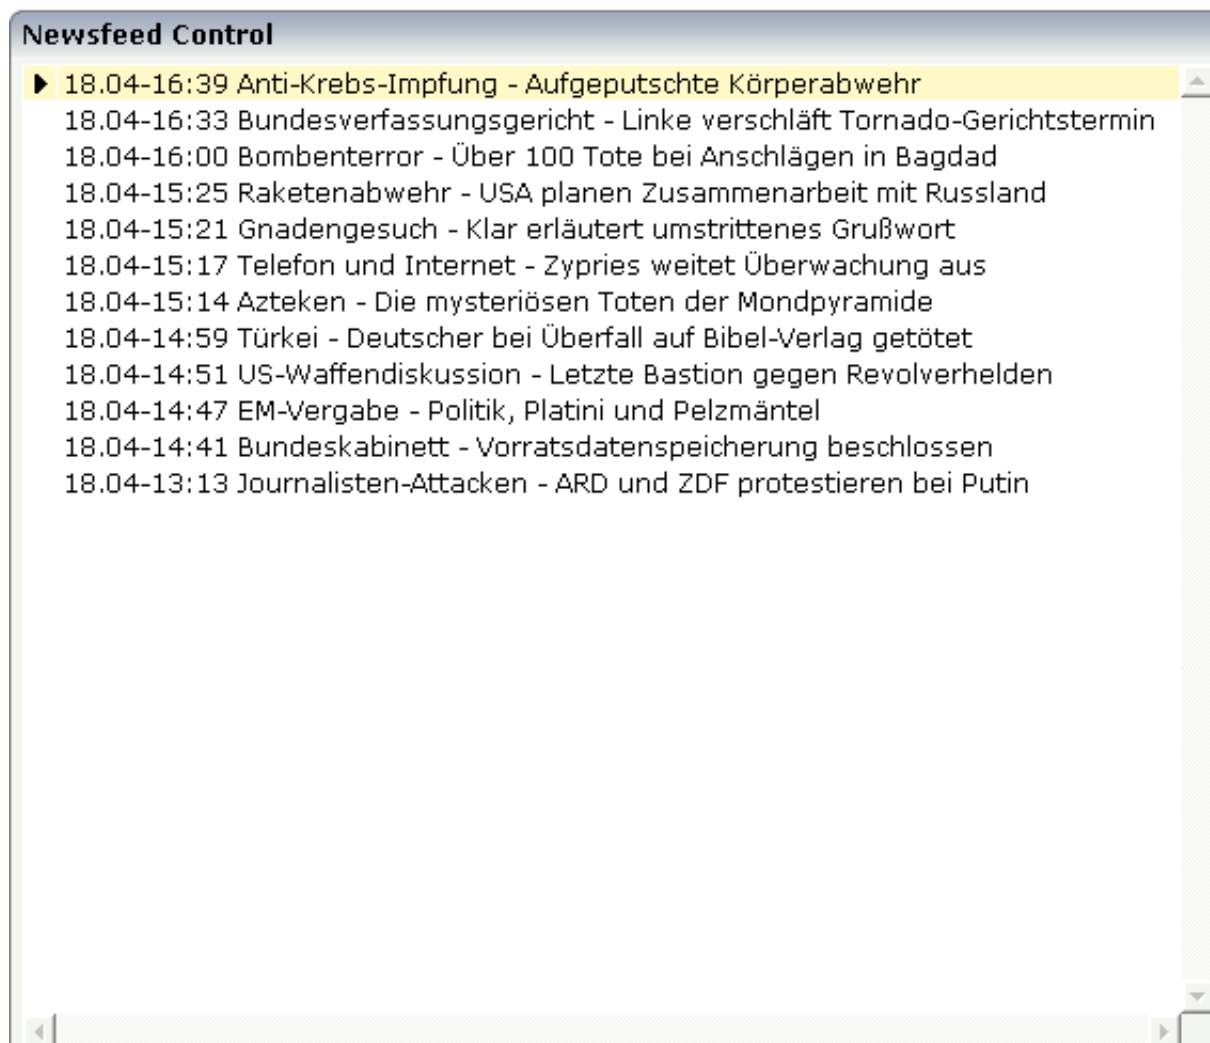 Newsfeed Control
18.04-16:39 Anti-Krebs-Impfung - Aufgeputschte Körperabwehr
18.04-16:33 Bundesverfassungsgericht - Linke verschläft Tornado-Gerichtstermin
18.04-16:00 Bombenterror - Über 100 Tote bei Anschlägen in Bagdad
18.04-15:25 Raketenabwehr - USA planen Zusammenarbeit mit Russland
18.04-15:21 Gnadengesuch - Klar erläutert umstrittenes Grußwort
18.04-15:17 Telefon und Internet - Zypries weitet Überwachung aus
18.04-15:14 Azteken - Die mysteriösen Toten der Mondpyramide
18.04-14:59 Türkei - Deutscher bei Überfall auf Bibel-Verlag getötet
18.04-14:51 US-Waffendiskussion - Letzte Bastion gegen Revolverhelden
18.04-14:47 EM-Vergabe - Politik, Platini und Pelzmäntel
18.04-14:41 Bundeskabinett - Vorratsdatenspeicherung beschlossen
18.04-13:13 Journalisten-Attacken - ARD und ZDF protestieren bei Putin